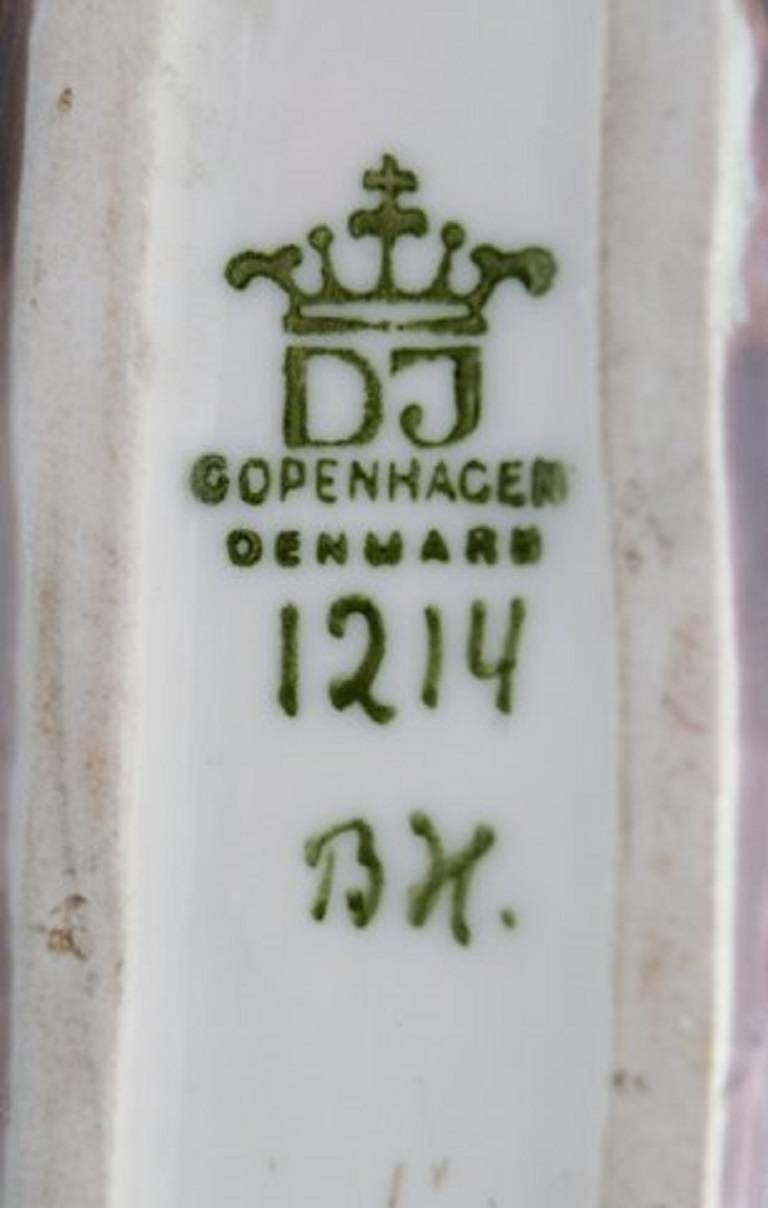 DJ
COPENHAGEN
DENMARK
1214
BH.